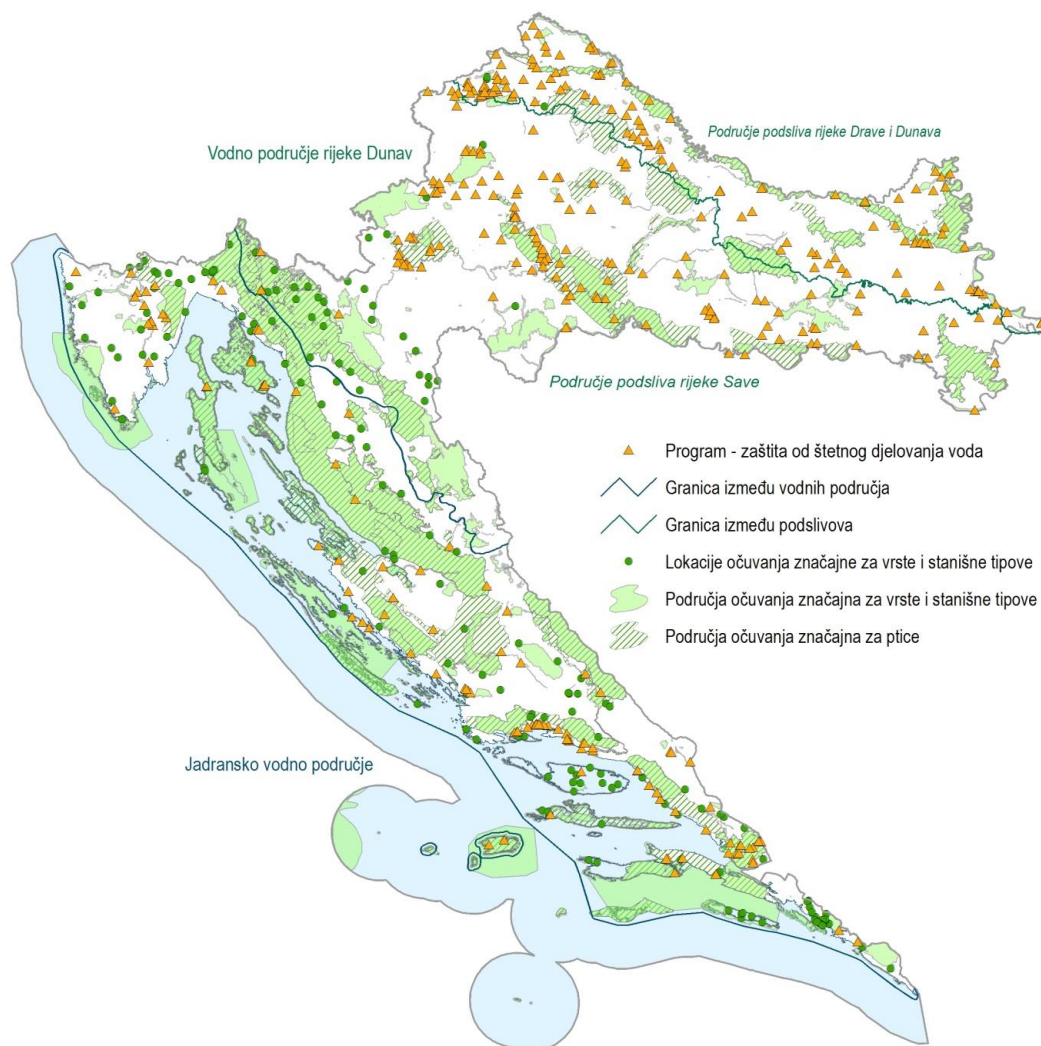 Područje podsliva rijeke Drave i Dunava
Vodno područje rijeke Dunav
Područje podsliva rijeke Save
Program - zaštita od štetnog djelovanja voda
Granica između vodnih područja
Granica između podslivova
Lokacije očuvanja značajne za vrste i stanišne tipove
Područja očuvanja značajna za vrste i stanišne tipove
Područja očuvanja značajna za ptice
Jadransko vodno područje